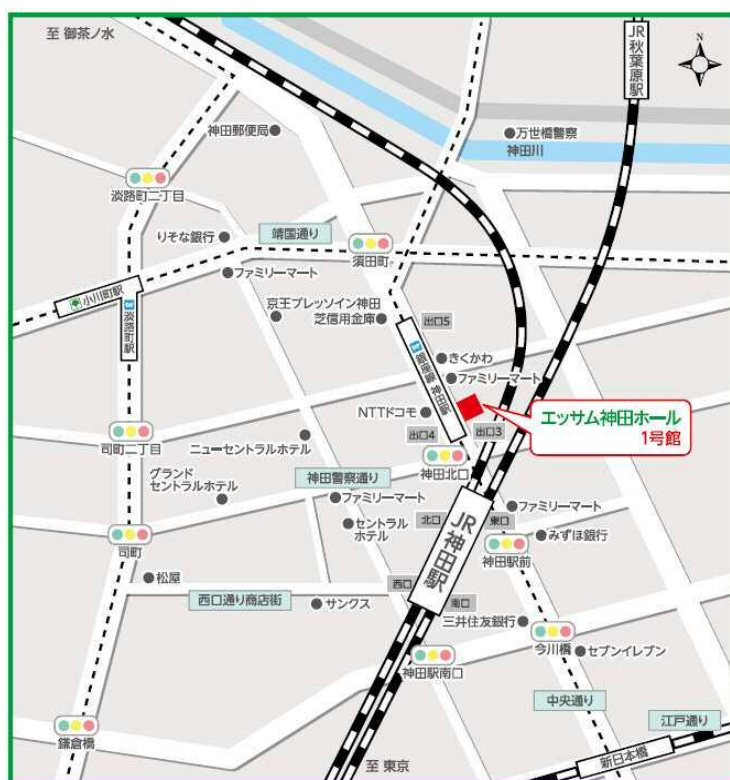 至 御茶ノ水
JR秋葉原駅
N
神田郵便局
万世橋警察
神田川
淡路町二丁目
りそな銀行
靖国通り
須田町
ファミリーマート
小川町駅
淡路町駅
京王プレッソイン神田
芝信用金庫
出口5
きくかわ
ファミリーマート
銀座線 神田駅
NTTドコモ
エッサム神田ホール
1号館
出口4
出口3
司町二丁目
ニューセントラルホテル
神田北口
グランド
セントラルホテル
神田警察通り
ファミリーマート
ファミリーマート
セントラル
ホテル
北口
東口
JR神田駅
みずほ銀行
司町
神田駅前
松屋
西口
西口通り商店街
サンクス
南口
三井住友銀行
今川橋
セブンイレブン
神田駅南口
中央通り
江戸通り
鎌倉橋
新日本橋
至 東京